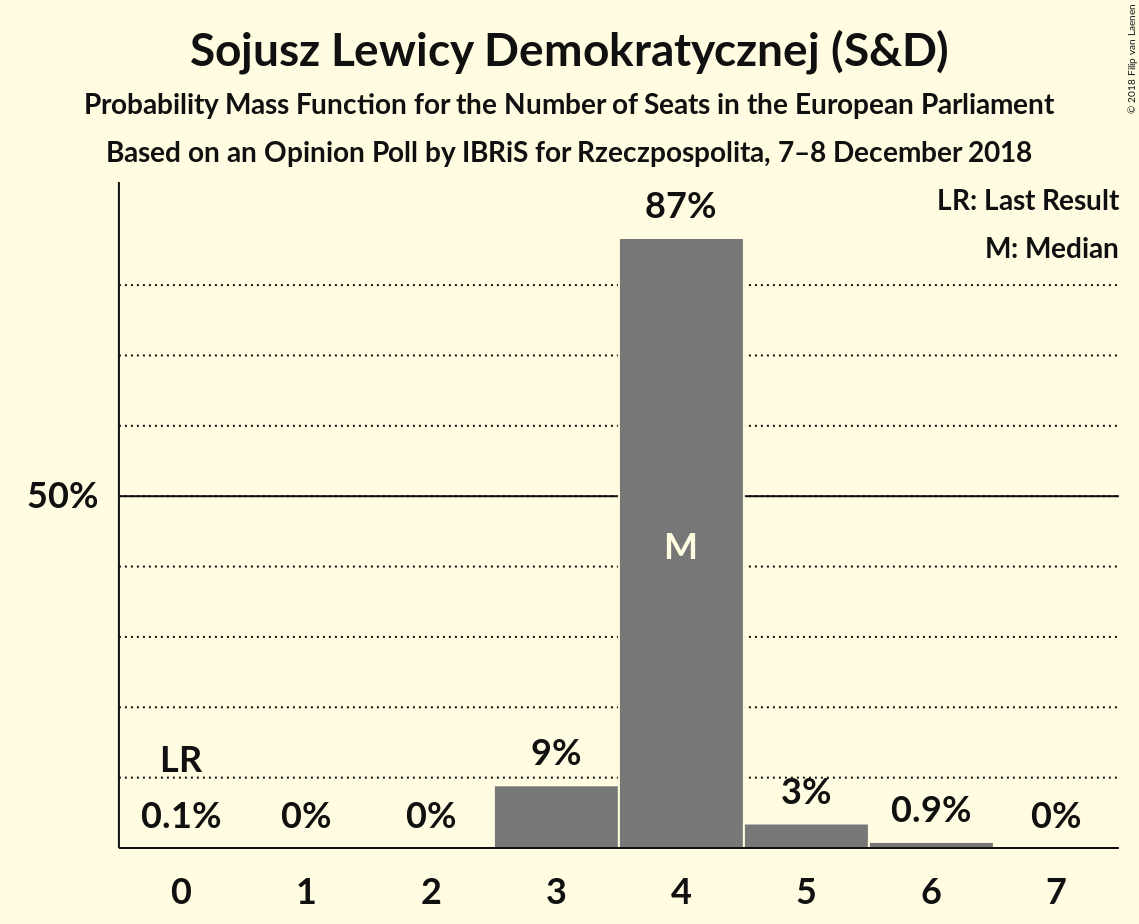 Sojusz Lewicy Demokratycznej (S&D)
Probability Mass Function for the Number of Seats in the European Parliament
Based on an Opinion Poll by IBRiS for Rzeczpospolita, 7–8 December 2018
© 2018 Filip van Laenen
LR: Last Result
M: Median
87%
50%
M
LR
9%
3%
0.1% 0% 0% 0.9% 0%
0 1 2 3 4 5 6 7